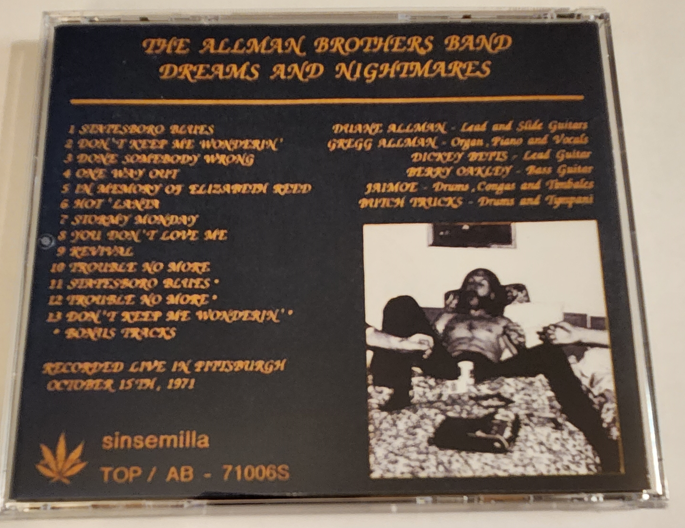 THE ALLMAN BROTHERS BAND
DREAMS AND NIGHTMARES
1 STATESBORO BLUES
2 DON'T KEEP ME WONDERIN'
3 DONE SOMEBODY WRONG
4 ONE WAY OUT
5 IN MEMORY OF ELIZABETH REED
6 HOT 'LANTA
7 STORMY MONDAY
8 YOU DON'T LOVE ME
9 REVIVAL
10 TROUBLE NO MORE
11 STATESBORO BLUES*
12 TROUBLE NO MORE*
13 DON'T KEEP ME WONDERIN'*
* BONUS TRACKS
RECORDED LIVE IN PITTSBURGH
OCTOBER 15TH, 1971
DUANE ALLMAN - Lead and Slide Guitars
GREGG ALLMAN - Organ, Piano and Vocals
DICKEY BETTS - Lead Guitar
BERRY OAKLEY - Bass Guitar
JAIMOE - Drums, Congas and Timbales
BUTCH TRUCKS - Drums and Tympani
sinsemilla
TOP / AB - 71006S